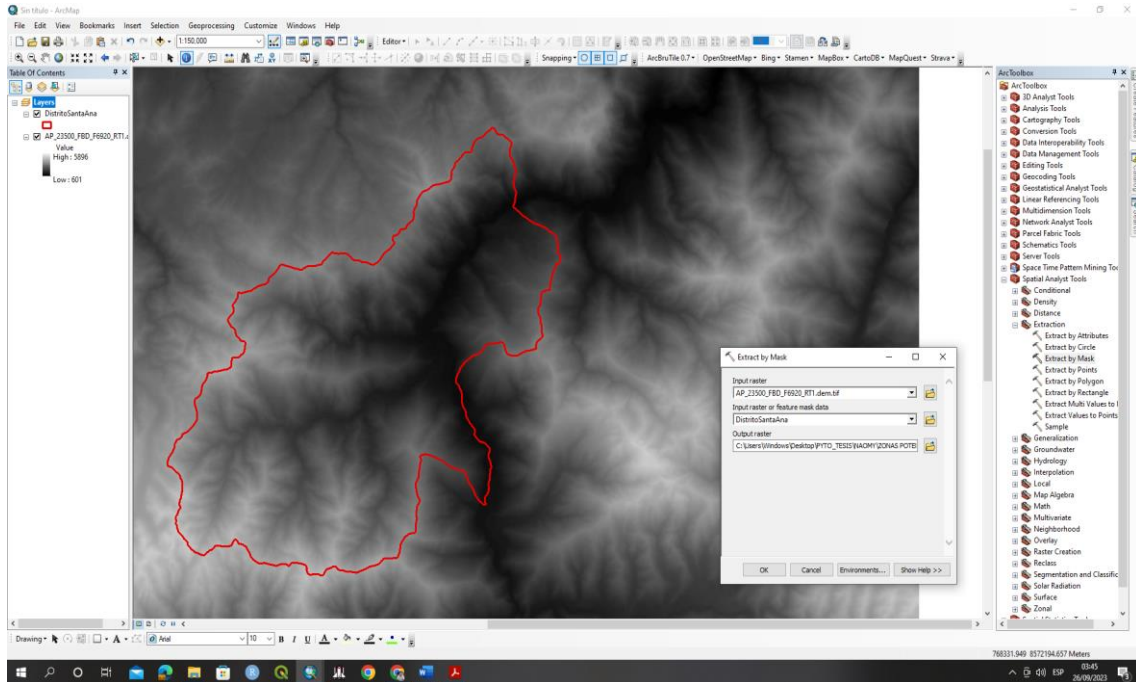 Sin título - ArcMap
File Edit View Bookmarks Insert Selection Geoprocessing Customize Windows Help
1:150,000
Editor
Snapping
ArcBruTile 0.7 OpenStreetMap Bing Stamen MapBox CartoDB MapQuest Strava
Table Of Contents
Layers
DistritoSantaAna
AP_23500_FBD_F6920_RT1.
Value
High : 5896
Low : 601
ArcToolbox
ArcToolbox
3D Analyst Tools
Analysis Tools
Cartography Tools
Conversion Tools
Data Interoperability Tools
Data Management Tools
Editing Tools
Geocoding Tools
Geostatistical Analyst Tools
Linear Referencing Tools
Multidimension Tools
Network Analyst Tools
Parcel Fabric Tools
Schematics Tools
Server Tools
Space Time Pattern Mining Too
Spatial Analyst Tools
Conditional
Density
Distance
Extraction
Extract by Attributes
Extract by Circle
Extract by Mask
Extract by Points
Extract by Polygon
Extract by Rectangle
Extract Multi Values to
Extract Values to Points
Sample
Generalization
Groundwater
Hydrology
Interpolation
Local
Map Algebra
Math
Multivariate
Neighborhood
Overlay
Raster Creation
Reclass
Segmentation and Classific
Solar Radiation
Surface
Zonal
Extract by Mask
Input raster
AP_23500_FBD_F6920_RT1.dem.tif
Input raster or feature mask data
DistritoSantaAna
Output raster
C:\Users\Windows\Desktop\PYTO_TESIS\NAOMY\ZONAS POTE
OK Cancel Environments... Show Help >>
Drawing Arial 10 B I U A
768331.949 8572194.657 Meters
ESP
03:45
26/09/2023